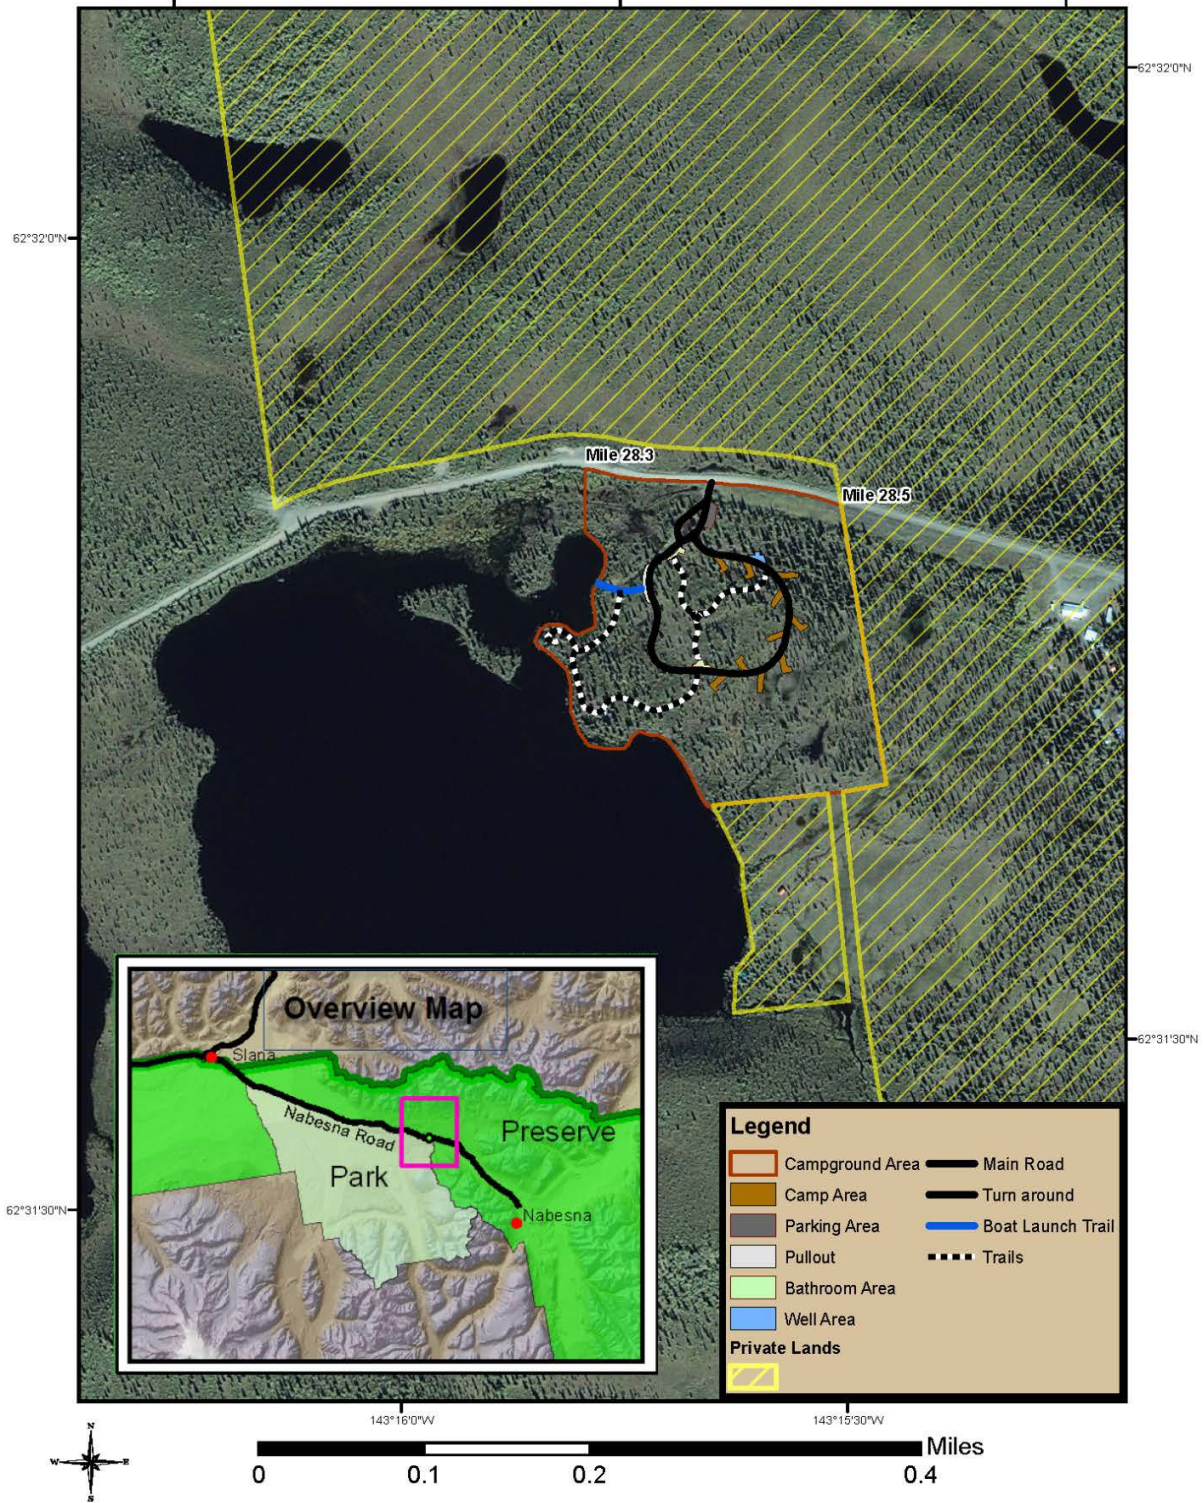 62°32'0"N
62°32'0"N
Mile 28.3
Mile 28.5
Overview Map
Slana
Nabesna Road
Preserve
Park
Nabesna
62°31'30"N
62°31'30"N
Legend
Campground Area
Main Road
Camp Area
Turn around
Parking Area
Boat Launch Trail
Pullout
Trails
Bathroom Area
Well Area
Private Lands
143°16'0"W
143°15'30"W
N
W
E
S
Miles
0
0.1
0.2
0.4